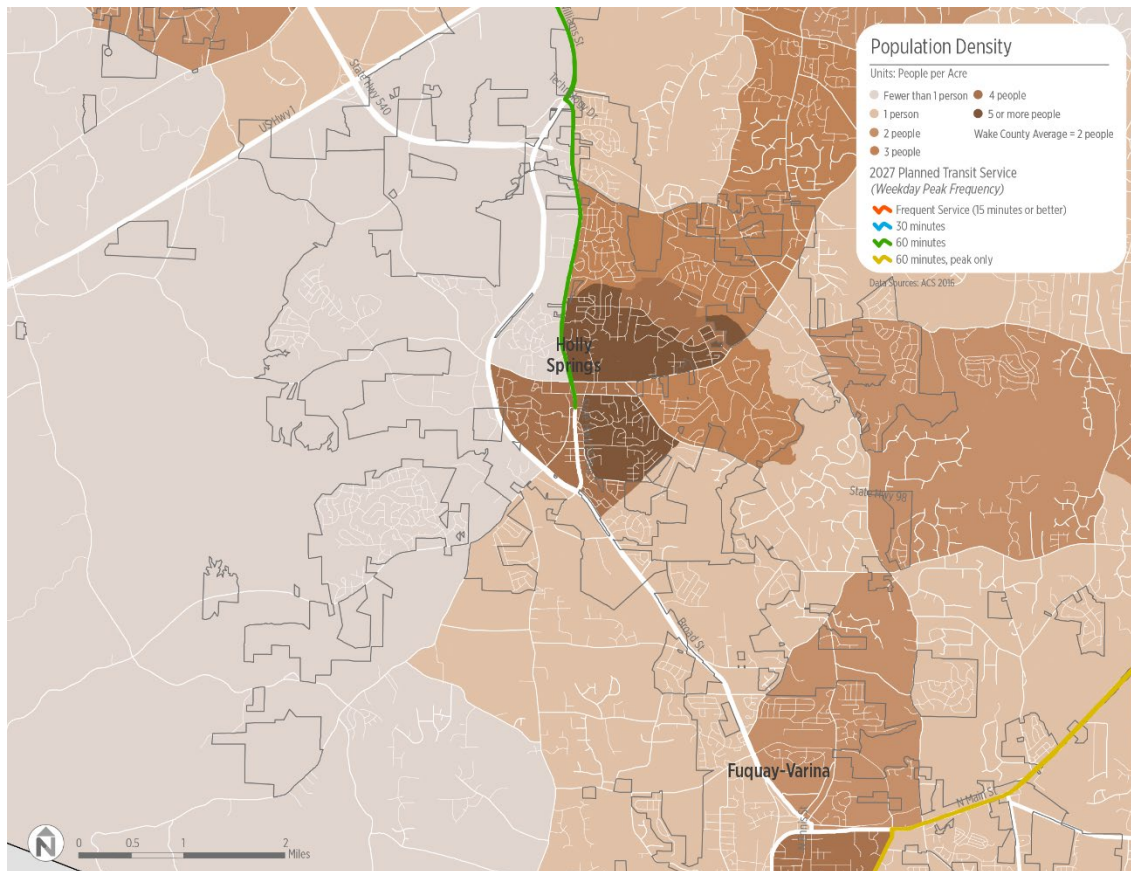 Population Density
Units: People per Acre
Fewer than 1 person
1 person
2 people
3 people
4 people
5 or more people
Wake County Average = 2 people
2027 Planned Transit Service
(Weekday Peak Frequency)
Frequent Service (15 minutes or better)
30 minutes
60 minutes
60 minutes, peak only
Data Sources: ACS 2016
State Hwy 540
US Hwy 1
Holly
Springs
State Hwy 98
Broad St
Fuquay-Varina
N Main St
N
0 0.5 1 2
Miles